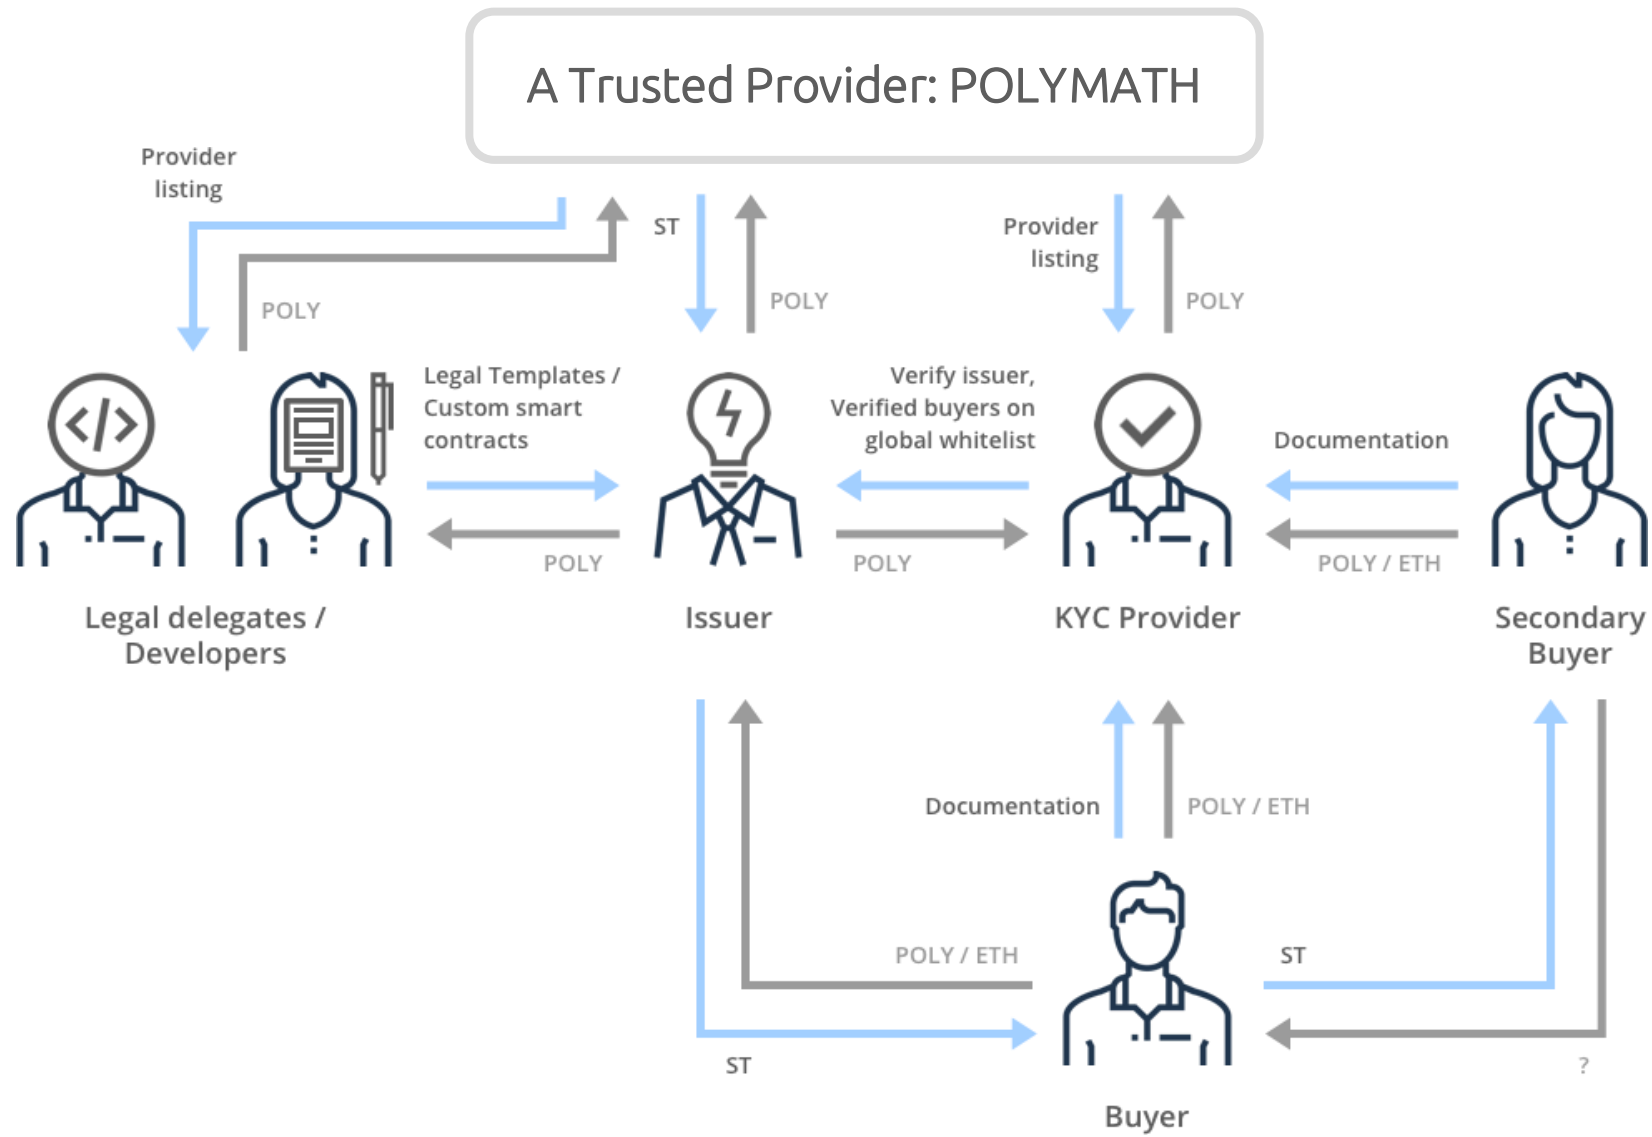 A Trusted Provider: POLYMATH
Provider
listing
POLY
ST
POLY
Provider
listing
POLY
Legal Templates /
Custom smart
contracts
POLY
Verify issuer,
Verified buyers on
global whitelist
POLY
Documentation
POLY / ETH
Legal delegates /
Developers
Issuer
KYC Provider
Secondary
Buyer
Documentation
POLY / ETH
POLY / ETH
ST
ST
?
Buyer